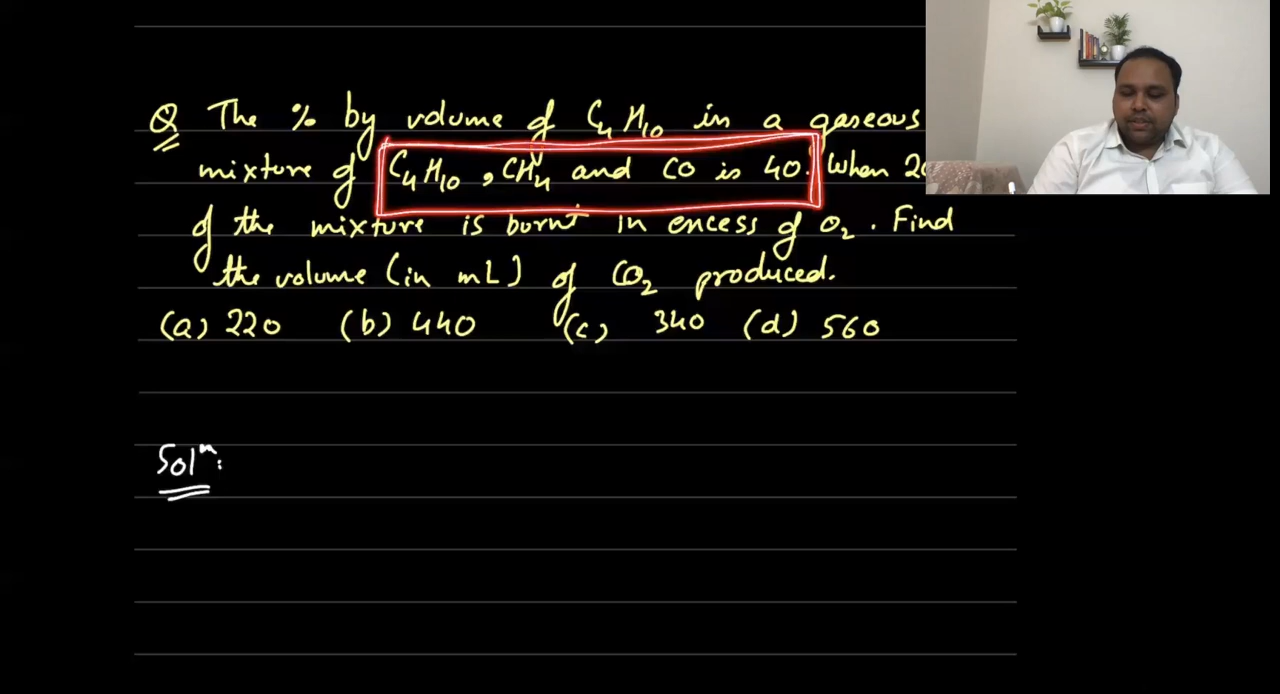 Q The % by volume of C₄H₁₀ in a gaseous
mixture of C₄H₁₀, CH₄ and CO is 40. When
of the mixture is burnt in excess of O₂. Find
the volume (in mL) of CO₂ produced.
(a) 220 (b) 440 (c) 340 (d) 560
Solⁿ: